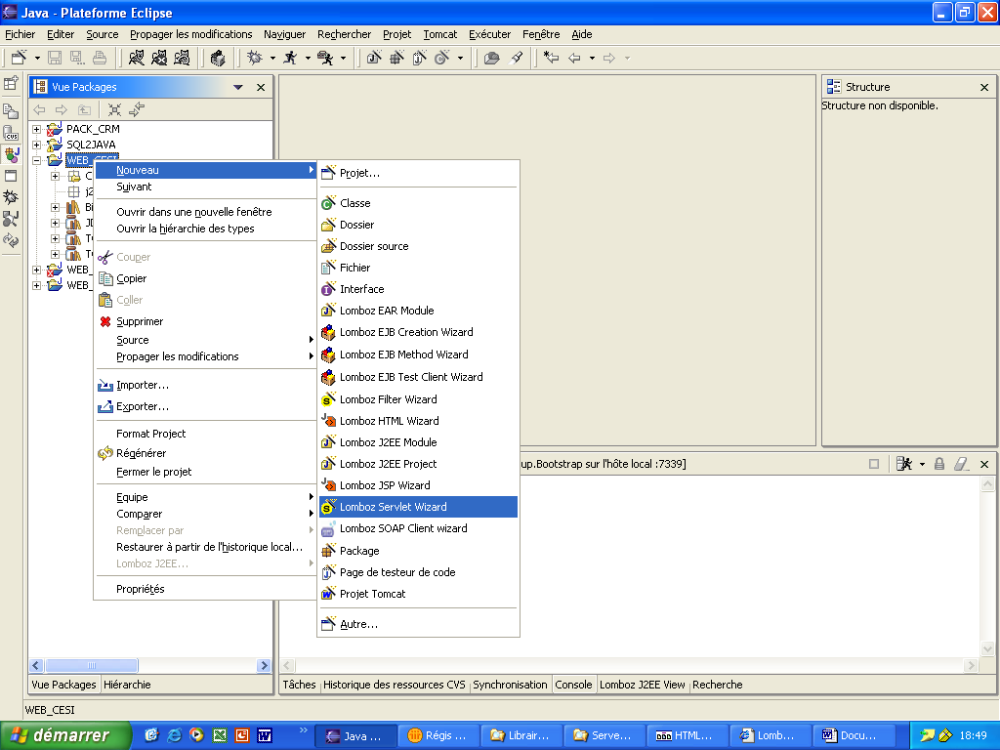 Java - Plateforme Eclipse
Fichier Editer Source Propager les modifications Naviguer Rechercher Projet Tomcat Exécuter Fenêtre Aide
Vue Packages
PACK_CRM
SQL2JAVA
WEB_CESI
C
j2
Bi
JD
WEB_
WEB_
Nouveau
Suivant
Ouvrir dans une nouvelle fenêtre
Ouvrir la hiérarchie des types
Couper
Copier
Coller
Supprimer
Source
Propager les modifications
Importer...
Exporter...
Format Project
Régénérer
Fermer le projet
Equipe
Comparer
Remplacer par
Restaurer à partir de l'historique local...
Lomboz J2EE...
Propriétés
Projet...
Classe
Dossier
Dossier source
Fichier
Interface
Lomboz EAR Module
Lomboz EJB Creation Wizard
Lomboz EJB Method Wizard
Lomboz EJB Test Client Wizard
Lomboz Filter Wizard
Lomboz HTML Wizard
Lomboz J2EE Module
Lomboz J2EE Project
Lomboz JSP Wizard
Lomboz Servlet Wizard
Lomboz SOAP Client wizard
Package
Page de testeur de code
Projet Tomcat
Autre...
Structure
Structure non disponible.
up.Bootstrap sur l'hôte local :7339]
Vue Packages Hiérarchie
Tâches Historique des ressources CVS Synchronisation Console Lomboz J2EE View Recherche
WEB_CESI
démarrer Java ... Régis ... Librair... Serve... HTML... Lomb... Docu... 18:49